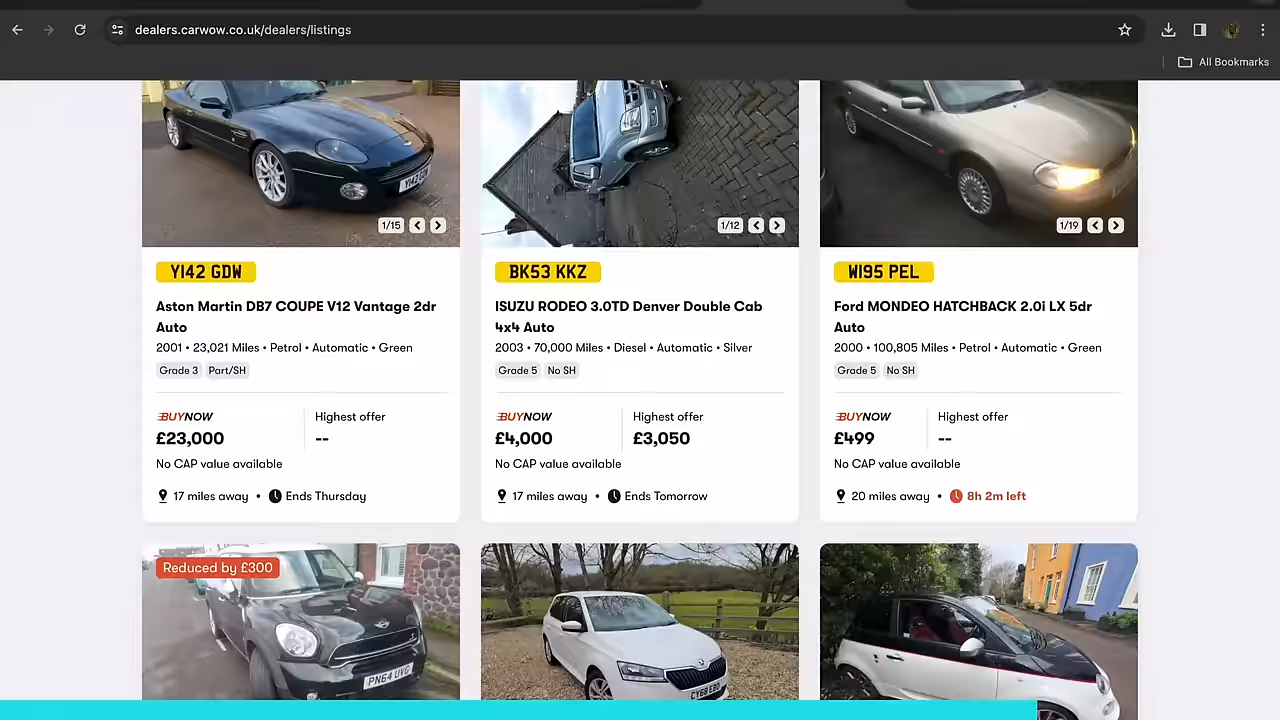 dealers.carwow.co.uk/dealers/listings
All Bookmarks
1/15
1/12
1/19
Y142 GDW
BK53 KKZ
W195 PEL
Aston Martin DB7 COUPE V12 Vantage 2dr
Auto
2001 • 23,021 Miles • Petrol • Automatic • Green
Grade 3 Part/SH
BUYNOW
£23,000
Highest offer
--
No CAP value available
17 miles away • Ends Thursday
ISUZU RODEO 3.0TD Denver Double Cab
4x4 Auto
2003 • 70,000 Miles • Diesel • Automatic • Silver
Grade 5 No SH
BUYNOW
£4,000
Highest offer
£3,050
No CAP value available
17 miles away • Ends Tomorrow
Ford MONDEO HATCHBACK 2.0i LX 5dr
Auto
2000 • 100,805 Miles • Petrol • Automatic • Green
Grade 5 No SH
BUYNOW
£499
Highest offer
--
No CAP value available
20 miles away • 8h 2m left
Reduced by £300
PN64 UVG